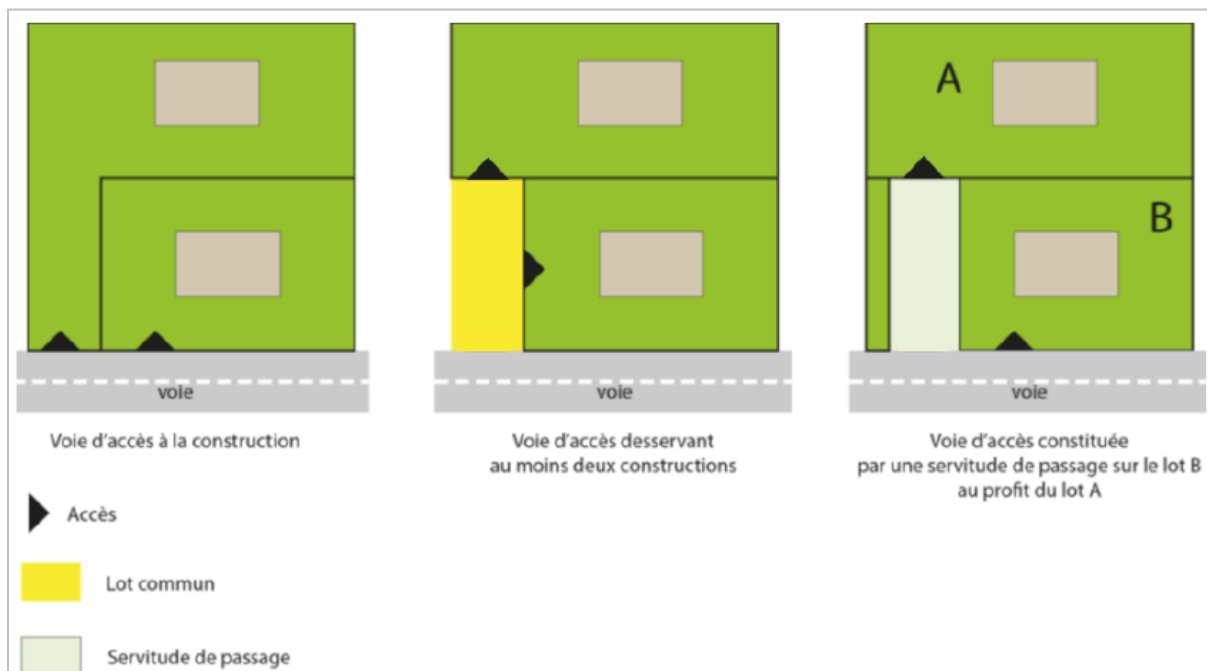 A
B
voie
voie
voie
Voie d'accès à la construction
Voie d'accès desservant
au moins deux constructions
Voie d'accès constituée
par une servitude de passage sur le lot B
au profit du lot A
Accès
Lot commun
Servitude de passage